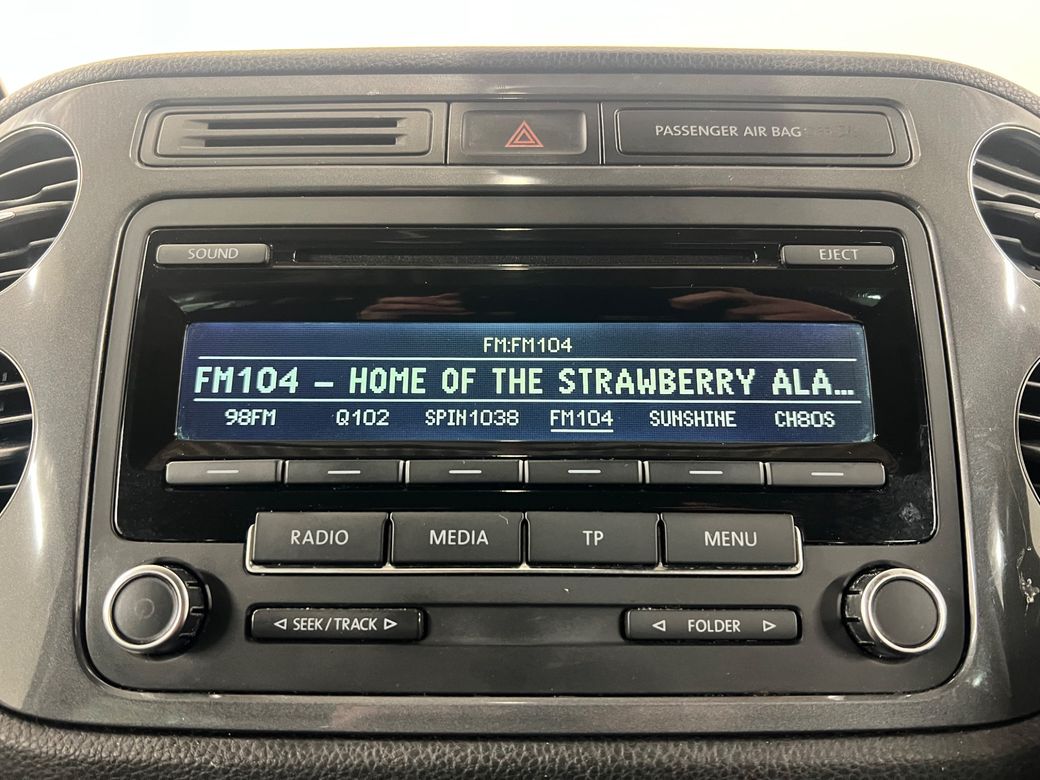 PASSENGER AIR BAG
SOUND
EJECT
FM:FM104
FM104 – HOME OF THE STRAWBERRY ALA...
98FM Q102 SPIN1038 FM104 SUNSHINE CH80S
RADIO MEDIA TP MENU
◁ SEEK/TRACK ▷
◁ FOLDER ▷